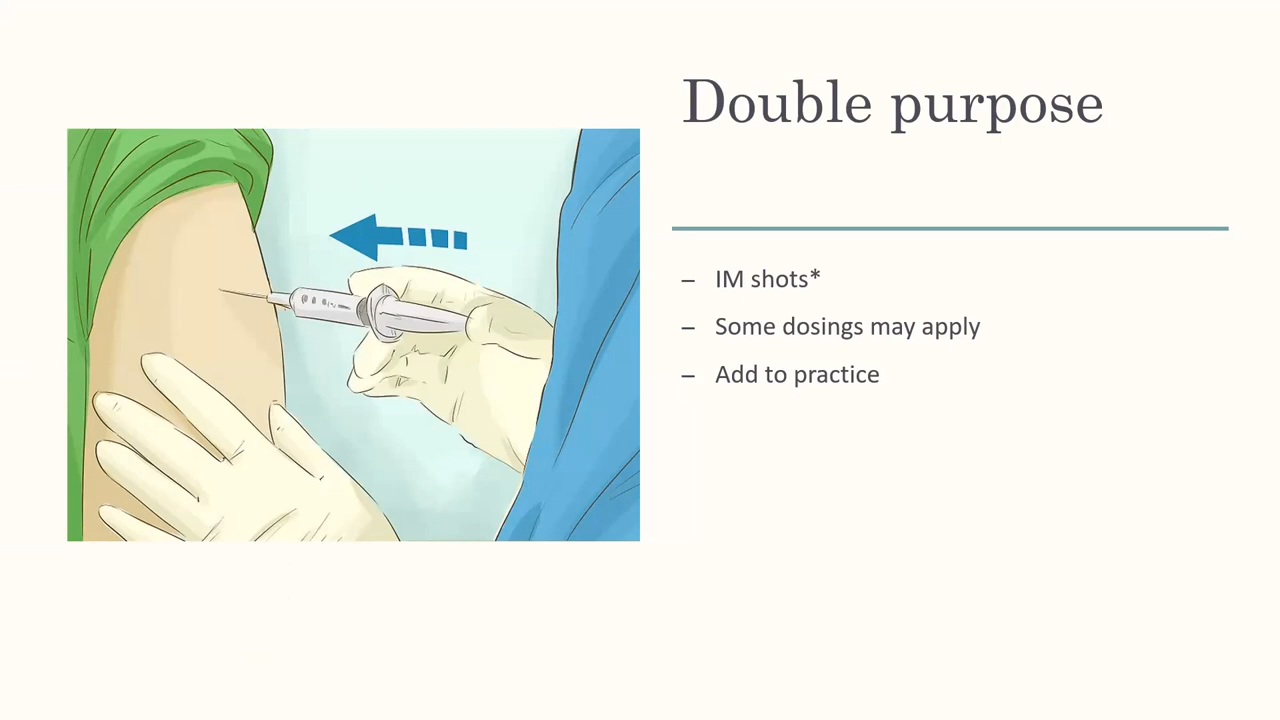 Double purpose
– IM shots*
– Some dosings may apply
– Add to practice